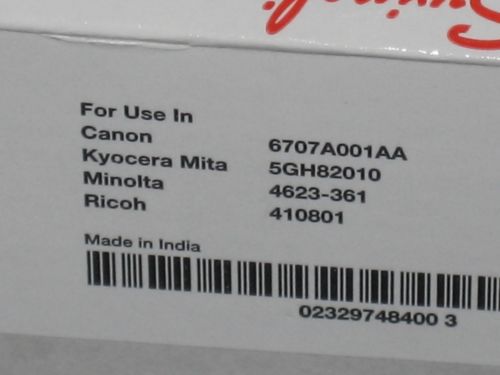 For Use In
Canon 6707A001AA
Kyocera Mita 5GH82010
Minolta 4623-361
Ricoh 410801
Made in India
02329748400 3